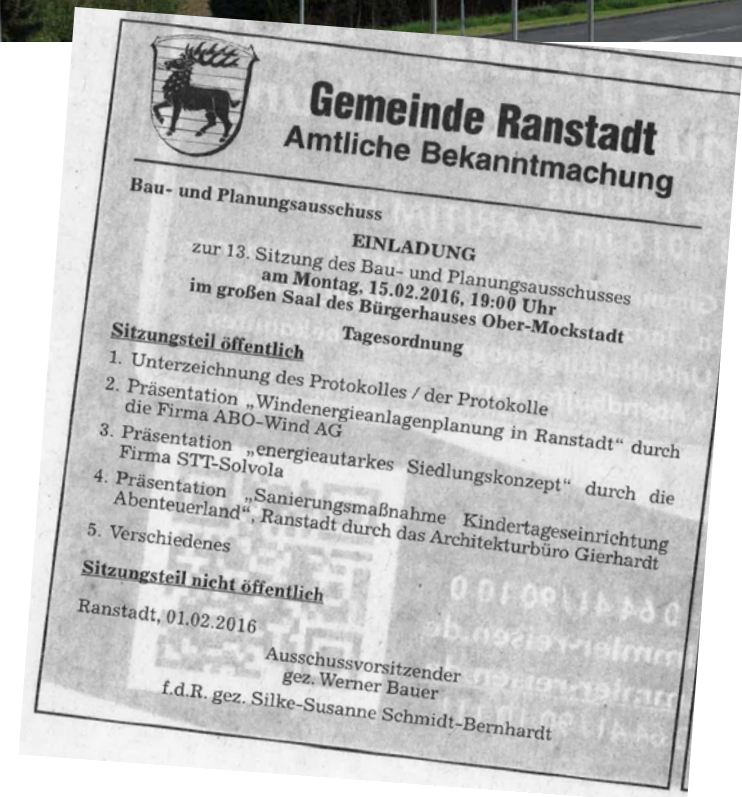 Gemeinde Ranstadt
Amtliche Bekanntmachung
Bau- und Planungsausschuss
EINLADUNG
zur 13. Sitzung des Bau- und Planungsausschusses
am Montag, 15.02.2016, 19:00 Uhr
im großen Saal des Bürgerhauses Ober-Mockstadt
Tagesordnung
Sitzungsteil öffentlich
1. Unterzeichnung des Protokolles / der Protokolle
2. Präsentation „Windenergieanlagenplanung in Ranstadt“ durch
die Firma ABO-Wind AG
3. Präsentation „energieautarkes Siedlungskonzept“ durch die
Firma STT-Solvola
4. Präsentation „Sanierungsmaßnahme Kindertageseinrichtung
Abenteuerland“, Ranstadt durch das Architekturbüro Gierhardt
5. Verschiedenes
Sitzungsteil nicht öffentlich
Ranstadt, 01.02.2016
Ausschussvorsitzender
gez. Werner Bauer
f.d.R. gez. Silke-Susanne Schmidt-Bernhardt